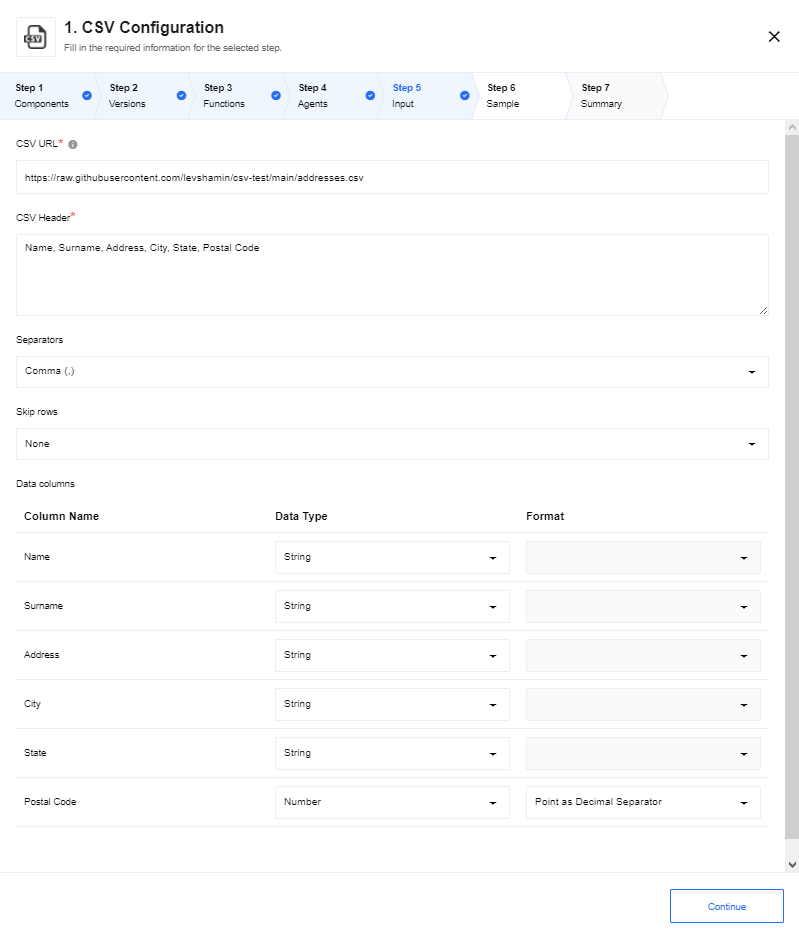 CSV
1. CSV Configuration
Fill in the required information for the selected step.
Step 1
Components
Step 2
Versions
Step 3
Functions
Step 4
Agents
Step 5
Input
Step 6
Sample
Step 7
Summary
CSV URL*
https://raw.githubusercontent.com/levshamin/csv-test/main/addresses.csv
CSV Header*
Name, Surname, Address, City, State, Postal Code
Separators
Comma (,)
Skip rows
None
Data columns
Column Name Data Type Format
Name String
Surname String
Address String
City String
State String
Postal Code Number Point as Decimal Separator
Continue